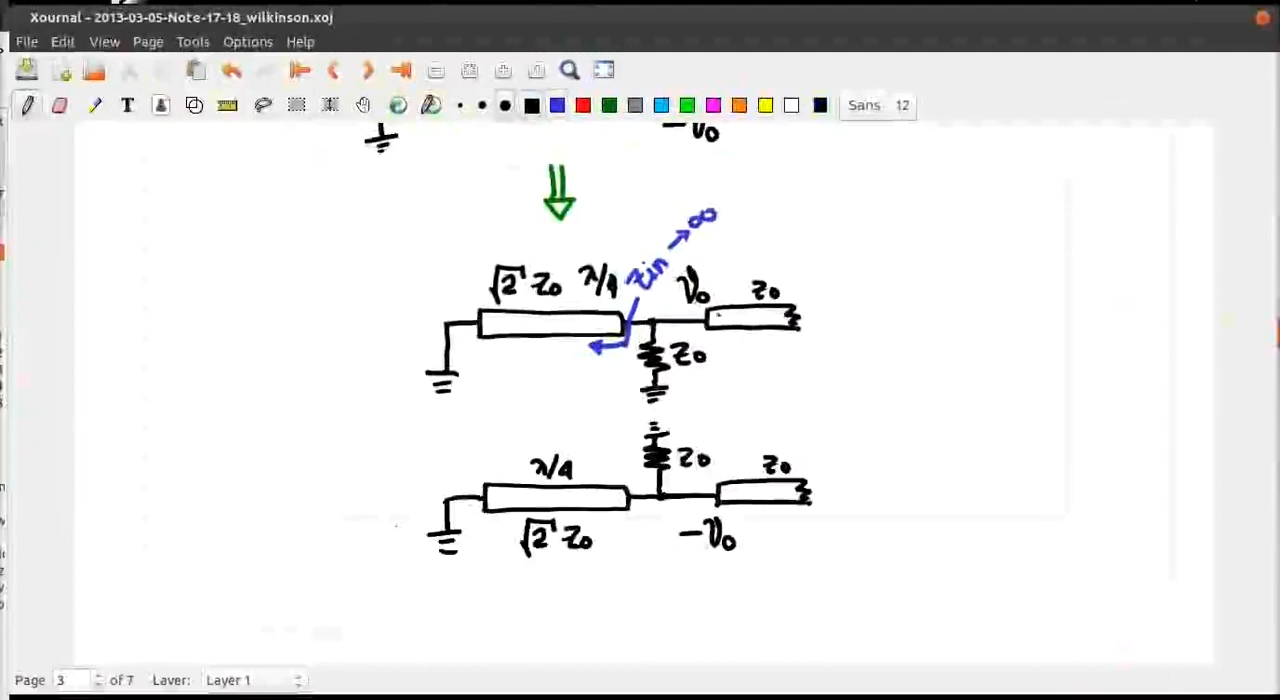 Xournal - 2013-03-05-Note-17-18_wilkinson.xoj
File Edit View Page Tools Options Help
Sans 12
-V₀
∞
zin
√2 Z₀ λ/4 V₀ Z₀
Z₀
Z₀
λ/4 Z₀
√2 Z₀ -V₀
Page 3 of 7 Layer: Layer 1